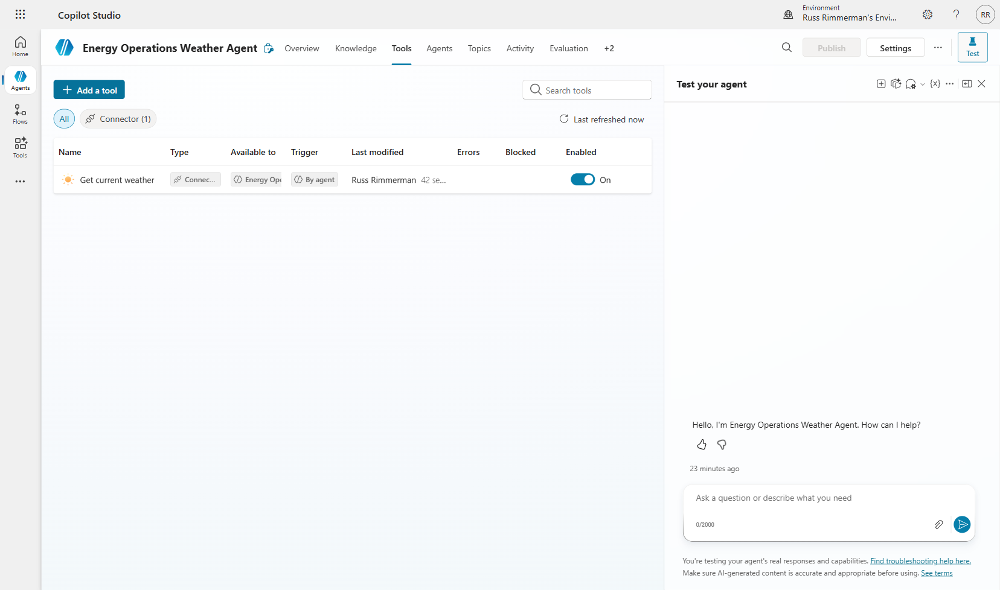 Copilot Studio
Environment
Russ Rimmerman's Envi...
RR
Home
Agents
Flows
Tools
Energy Operations Weather Agent
Overview
Knowledge
Tools
Agents
Topics
Activity
Evaluation
+2
Publish
Settings
Test
Add a tool
Search tools
All
Connector (1)
Last refreshed now
Name Type Available to Trigger Last modified Errors Blocked Enabled
Get current weather Connec... Energy Ope By agent Russ Rimmerman 42 se... On
Test your agent
{x}
Hello, I'm Energy Operations Weather Agent. How can I help?
23 minutes ago
Ask a question or describe what you need
0/2000
You're testing your agent's real responses and capabilities. Find troubleshooting help here.
Make sure AI-generated content is accurate and appropriate before using. See terms